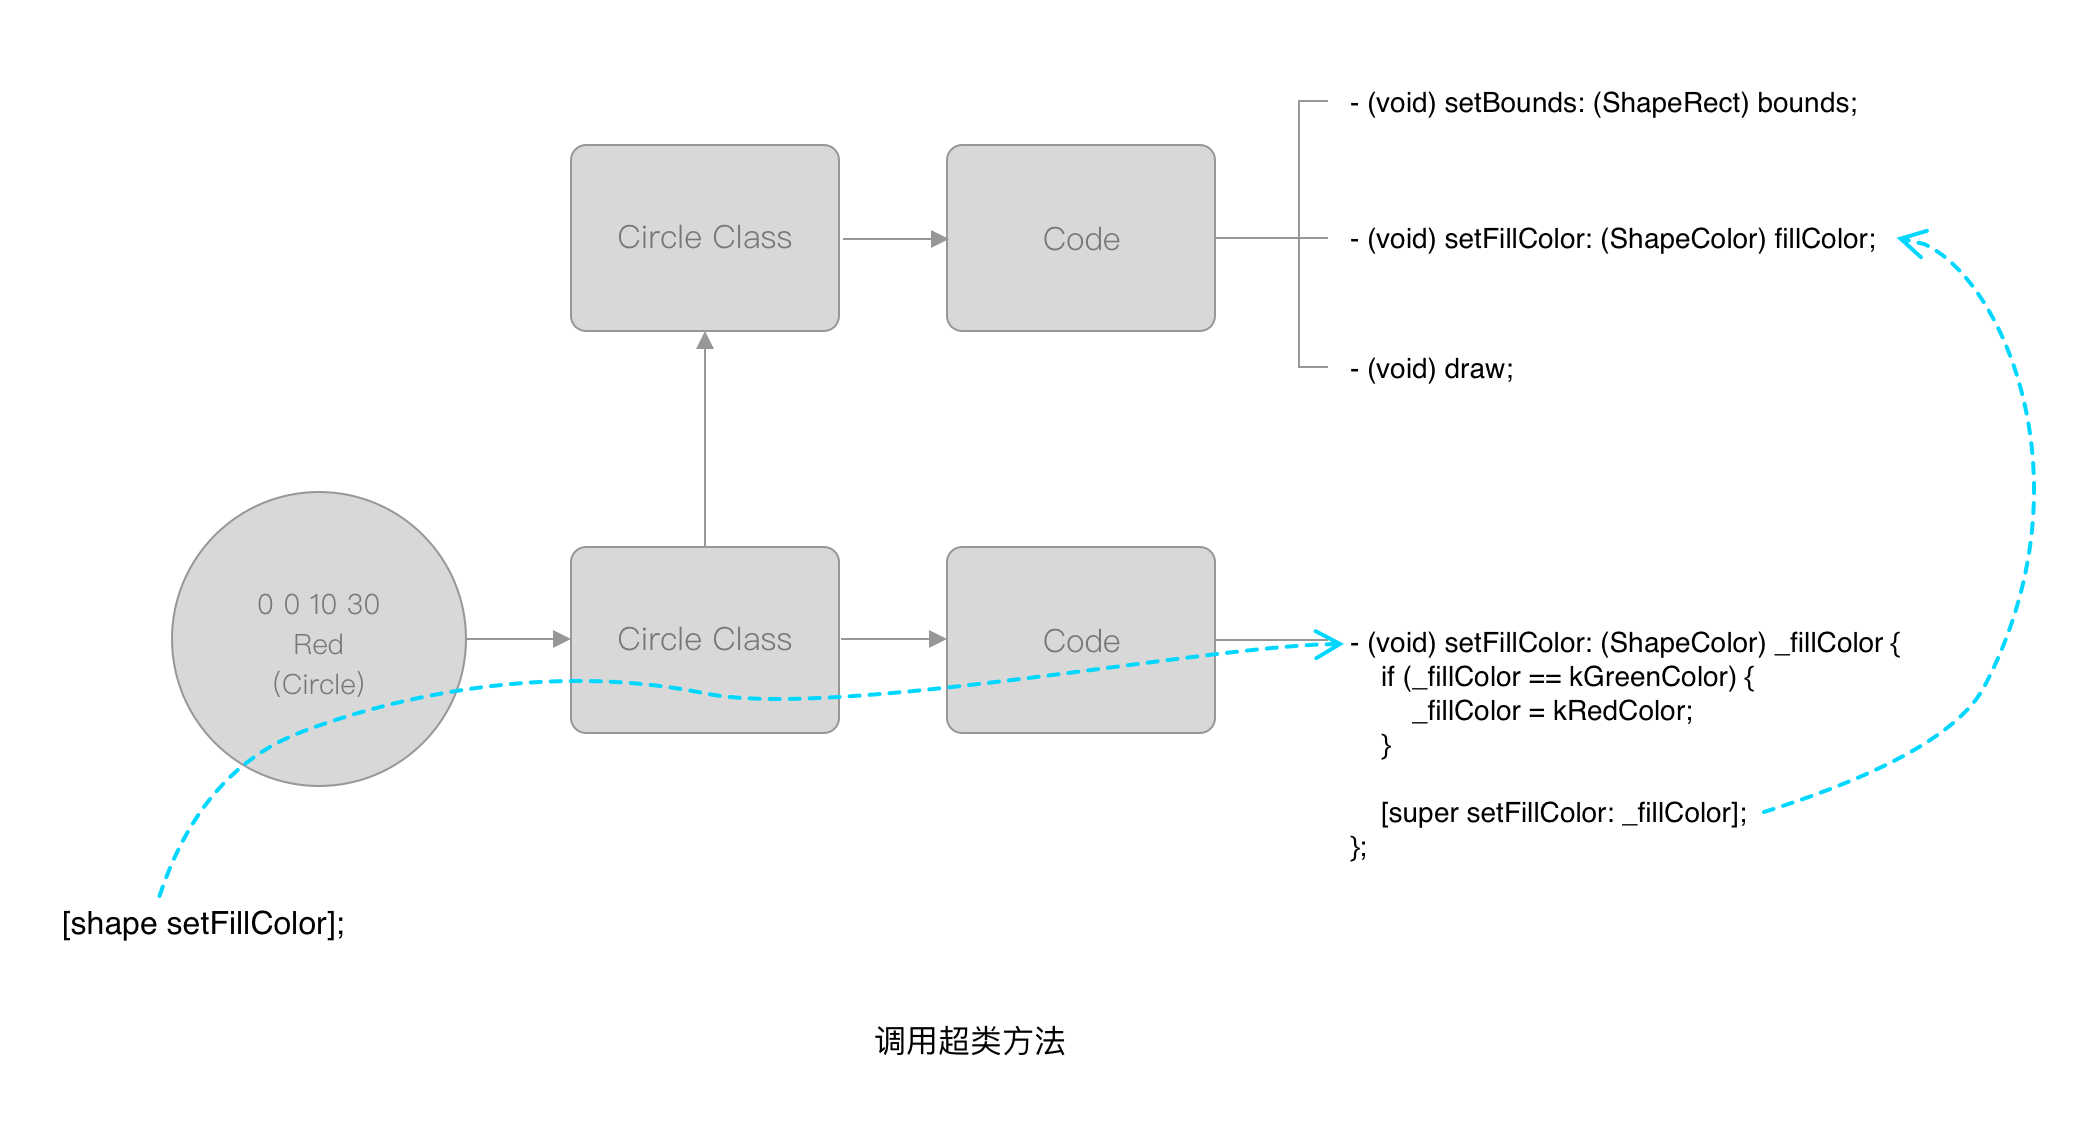 - (void) setBounds: (ShapeRect) bounds;
Circle Class
Code
- (void) setFillColor: (ShapeColor) fillColor;
- (void) draw;
0 0 10 30
Red
(Circle)
Circle Class
Code
- (void) setFillColor: (ShapeColor) _fillColor {
if (_fillColor == kGreenColor) {
_fillColor = kRedColor;
}
[super setFillColor: _fillColor];
};
[shape setFillColor];
调用超类方法